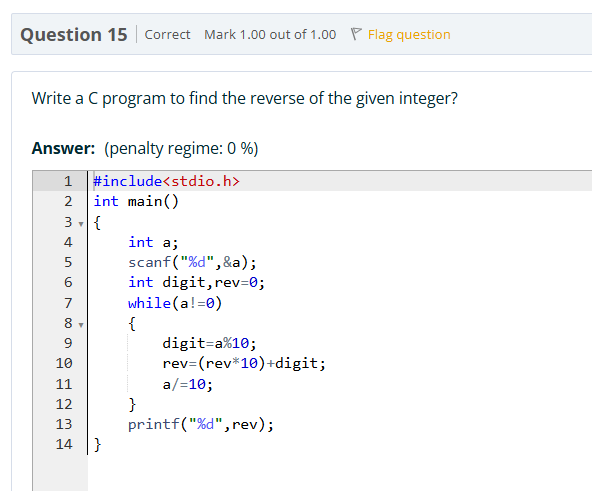 Question 15 Correct Mark 1.00 out of 1.00 Flag question
Write a C program to find the reverse of the given integer?
Answer: (penalty regime: 0 %)
1 #include<stdio.h>
2 int main()
3 {
4     int a;
5     scanf("%d",&a);
6     int digit,rev=0;
7     while(a!=0)
8     {
9         digit=a%10;
10         rev=(rev*10)+digit;
11         a/=10;
12     }
13     printf("%d",rev);
14 }